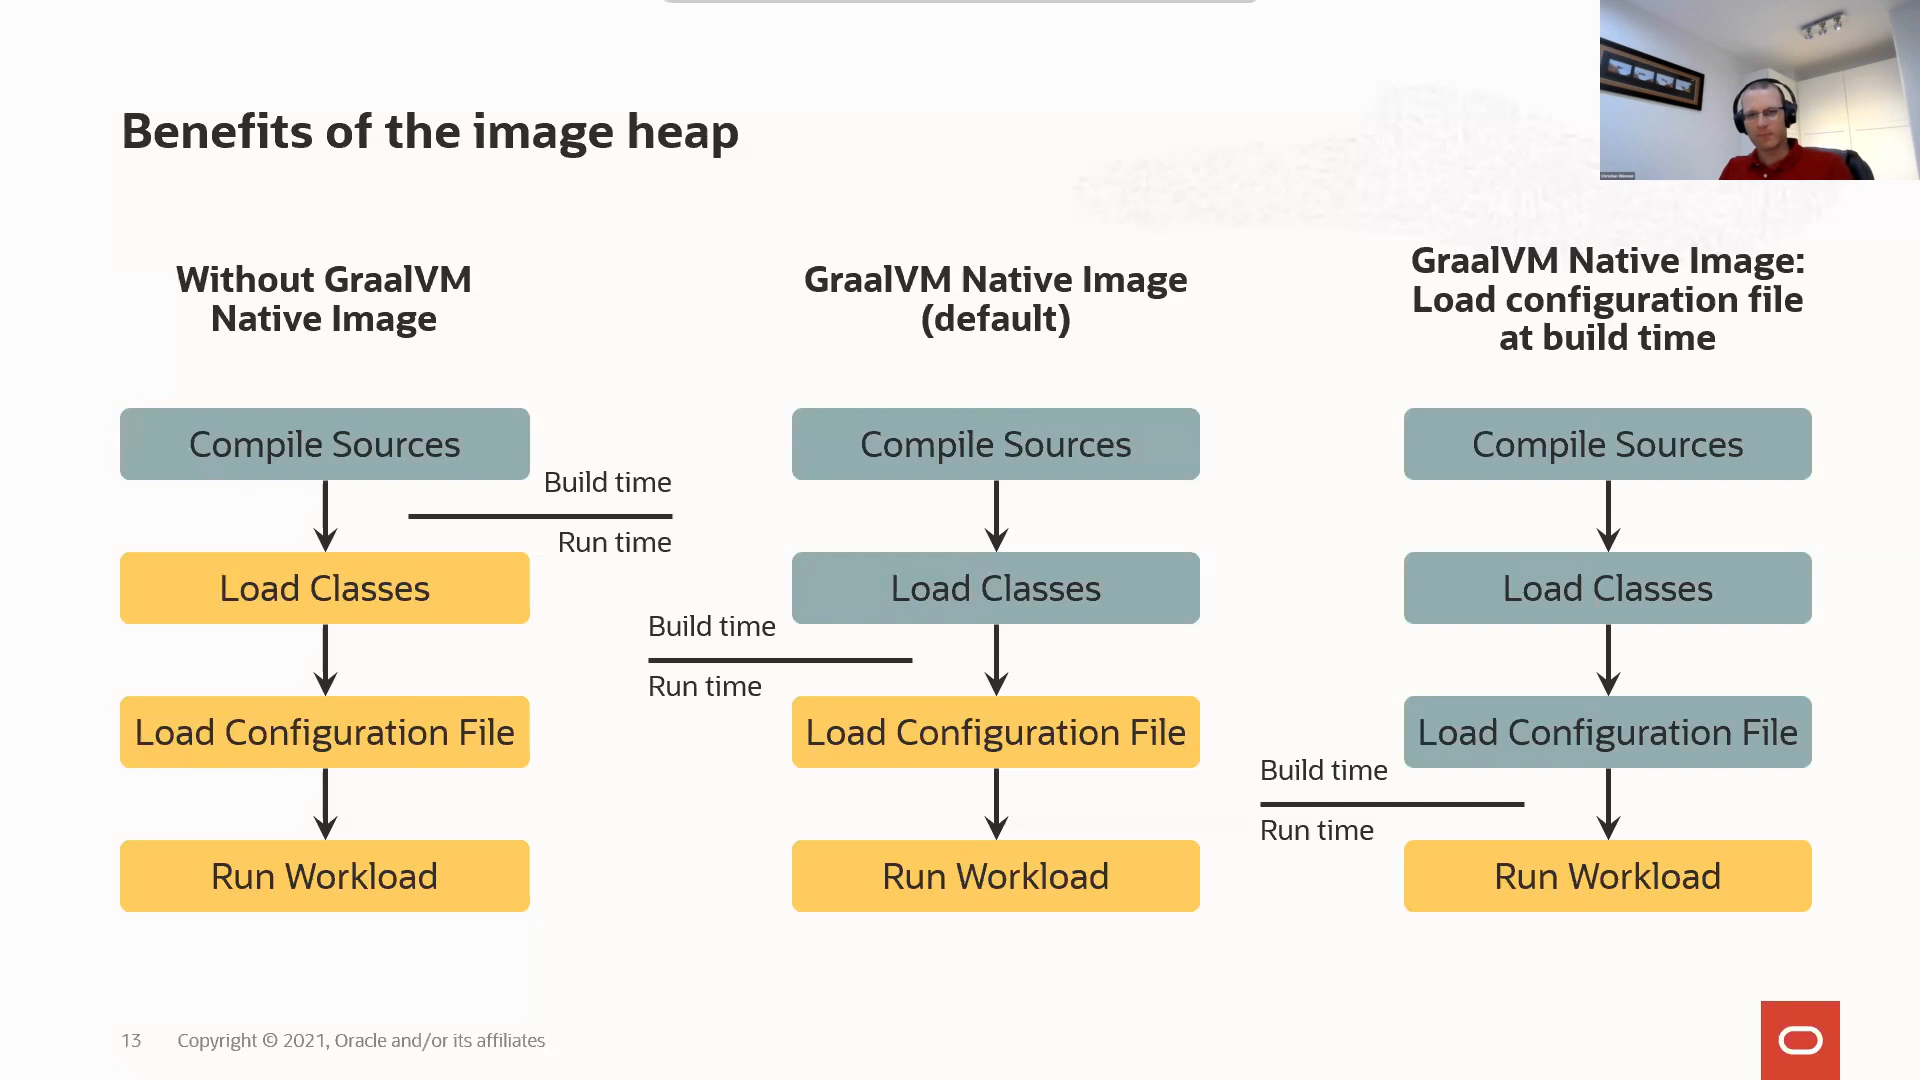 Benefits of the image heap
Without GraalVM
Native Image
Compile Sources
Build time
Run time
Load Classes
Load Configuration File
Run Workload
GraalVM Native Image
(default)
Compile Sources
Load Classes
Build time
Run time
Load Configuration File
Run Workload
GraalVM Native Image:
Load configuration file
at build time
Compile Sources
Load Classes
Load Configuration File
Build time
Run time
Run Workload
13 Copyright © 2021, Oracle and/or its affiliates
Christian Wimmer